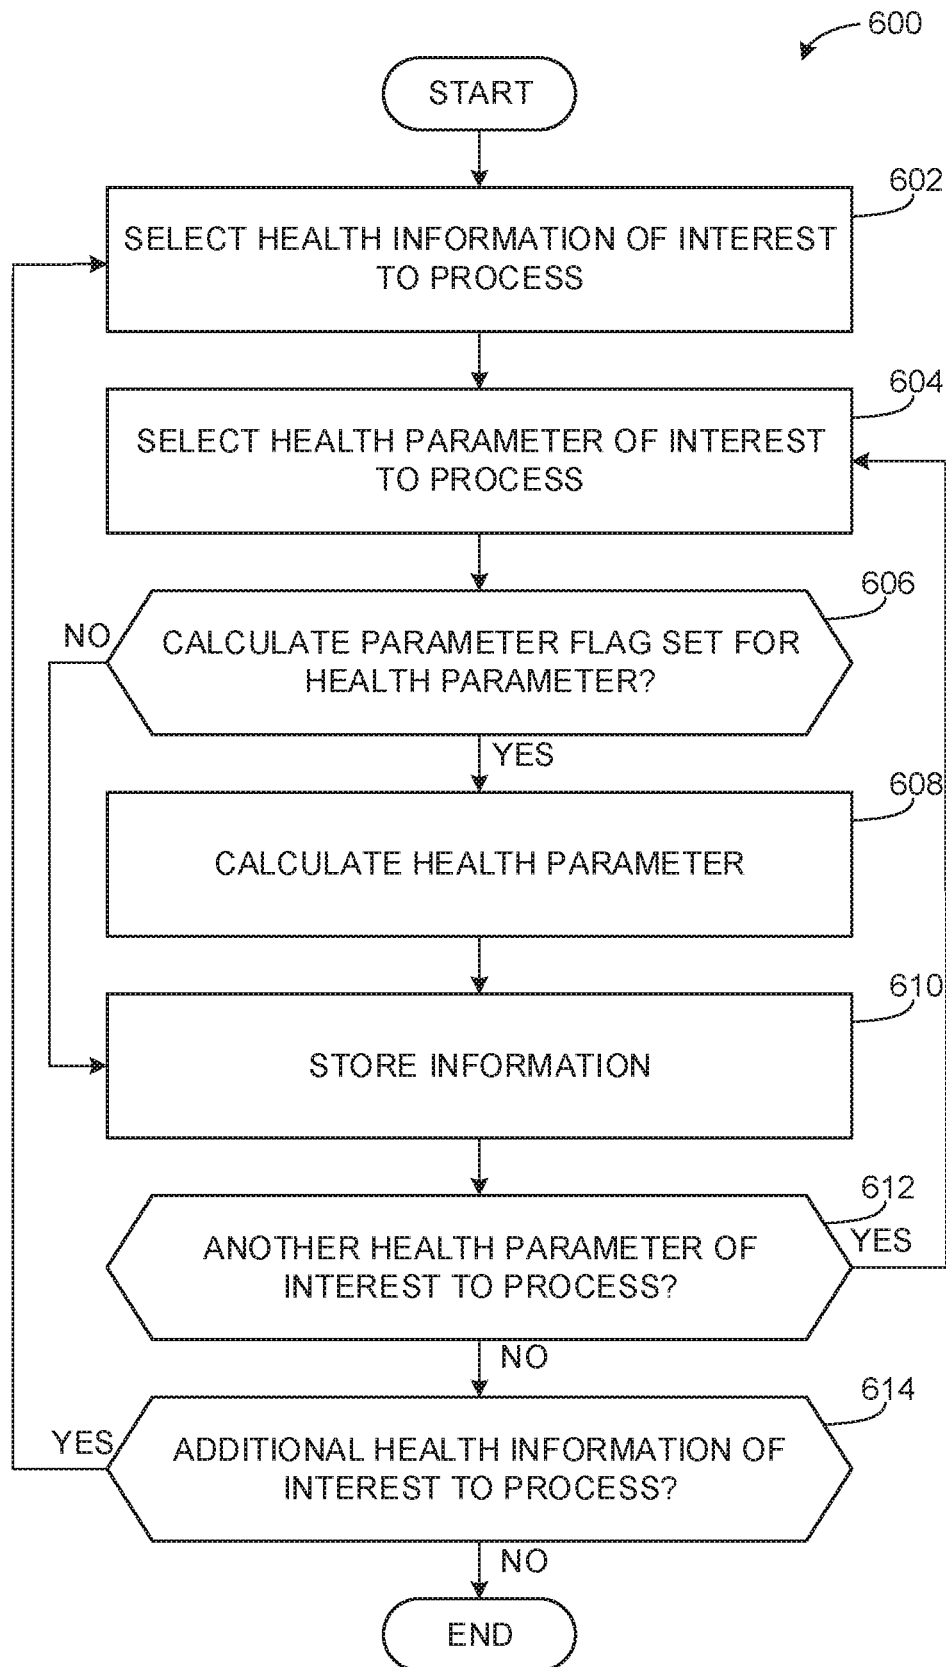 600
START
602
SELECT HEALTH INFORMATION OF INTEREST
TO PROCESS
604
SELECT HEALTH PARAMETER OF INTEREST
TO PROCESS
606
NO
CALCULATE PARAMETER FLAG SET FOR
HEALTH PARAMETER?
YES
608
CALCULATE HEALTH PARAMETER
610
STORE INFORMATION
612
YES
ANOTHER HEALTH PARAMETER OF
INTEREST TO PROCESS?
NO
614
YES
ADDITIONAL HEALTH INFORMATION OF
INTEREST TO PROCESS?
NO
END